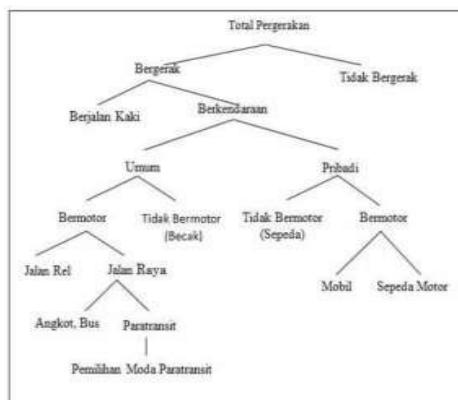 Total Pergerakan
Bergerak
Tidak Bergerak
Berjalan Kaki
Berkendaraan
Umum
Pribadi
Bermotor
Tidak Bermotor
(Becak)
Tidak Bermotor
(Sepeda)
Bermotor
Jalan Rel
Jalan Raya
Mobil
Sepeda Motor
Angkot, Bus
Paratransit
Pemilihan Moda Paratransit